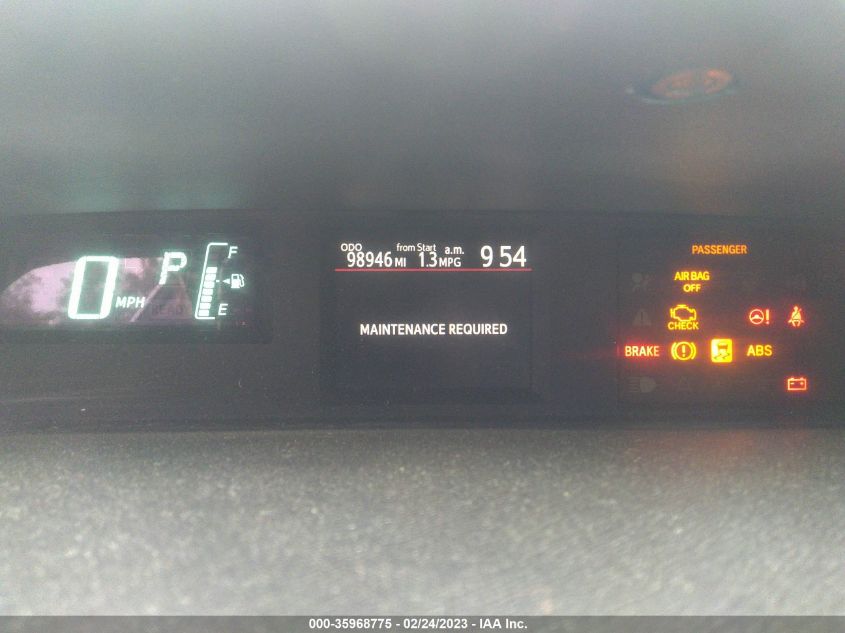 0 MPH
P
F
E
ODO 98946 MI
from Start 1.3 MPG
a.m. 9 54
MAINTENANCE REQUIRED
PASSENGER
AIR BAG
OFF
CHECK
BRAKE
ABS
000-35968775 - 02/24/2023 - IAA Inc.